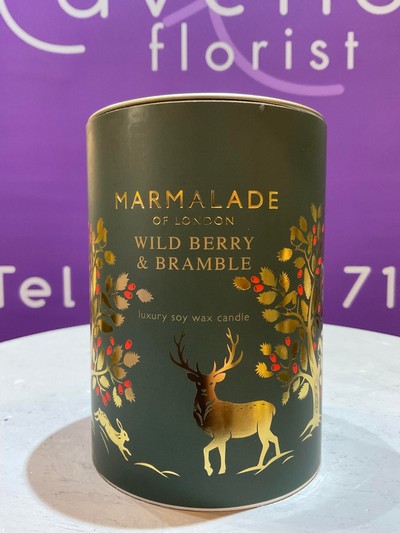 florist
Tel
71
MARMALADE
OF LONDON
WILD BERRY
& BRAMBLE
luxury soy wax candle